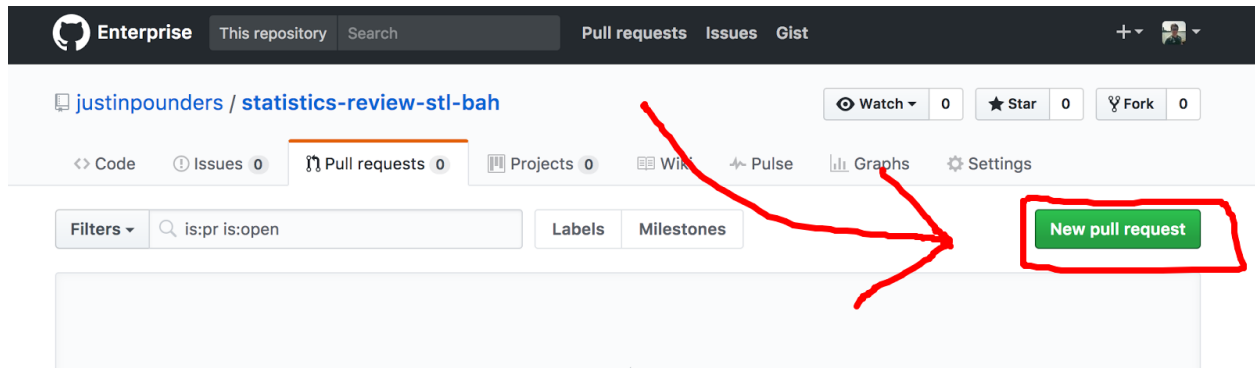 Enterprise This repository Search Pull requests Issues Gist
justinpounders / statistics-review-stl-bah Watch 0 Star 0 Fork 0
Code Issues 0 Pull requests 0 Projects 0 Wiki Pulse Graphs Settings
Filters is:pr is:open Labels Milestones New pull request